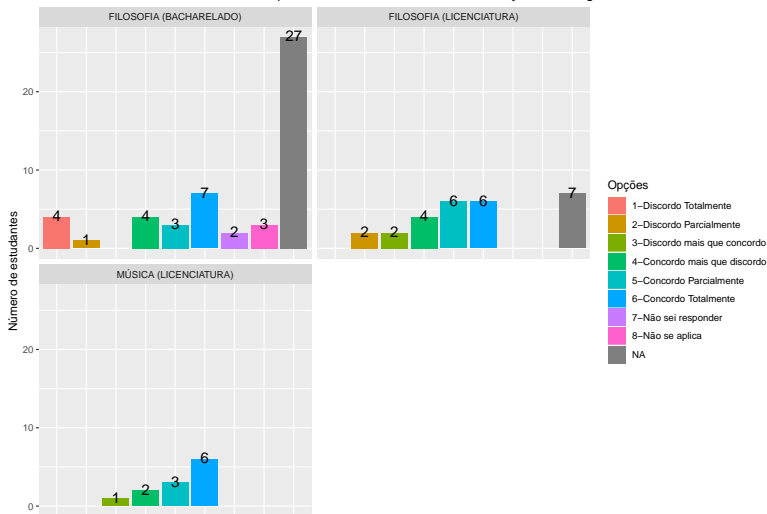 FILOSOFIA (BACHARELADO)
FILOSOFIA (LICENCIATURA)
27
20
10
0
4
1
4
3
7
2
3
2
2
4
6
6
7
MÚSICA (LICENCIATURA)
20
10
0
1
2
3
6
Número de estudantes
Opções
1–Discordo Totalmente
2–Discordo Parcialmente
3–Discordo mais que concordo
4–Concordo mais que discordo
5–Concordo Parcialmente
6–Concordo Totalmente
7–Não sei responder
8–Não se aplica
NA